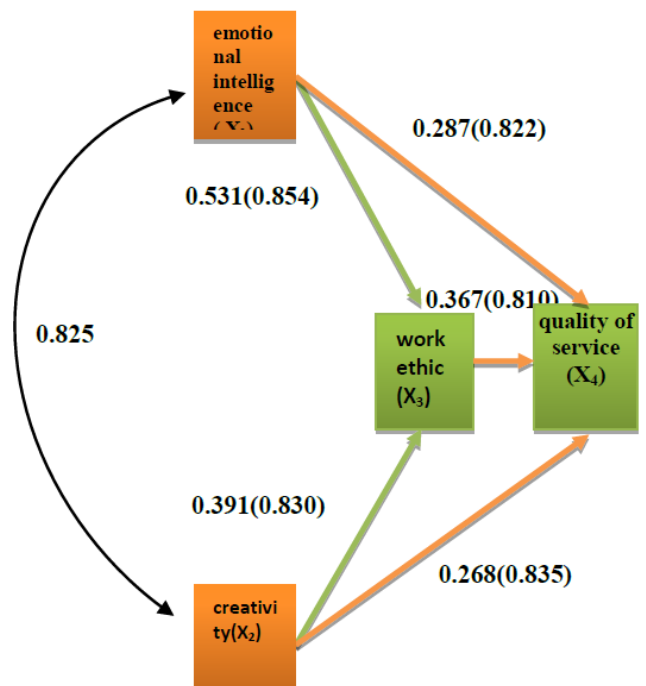 emotio
nal
intellig
ence
0.287(0.822)
0.531(0.854)
0.367(0.810)
quality of
service
(X₄)
work
ethic
(X₃)
0.825
0.391(0.830)
0.268(0.835)
creativi
ty(X₂)